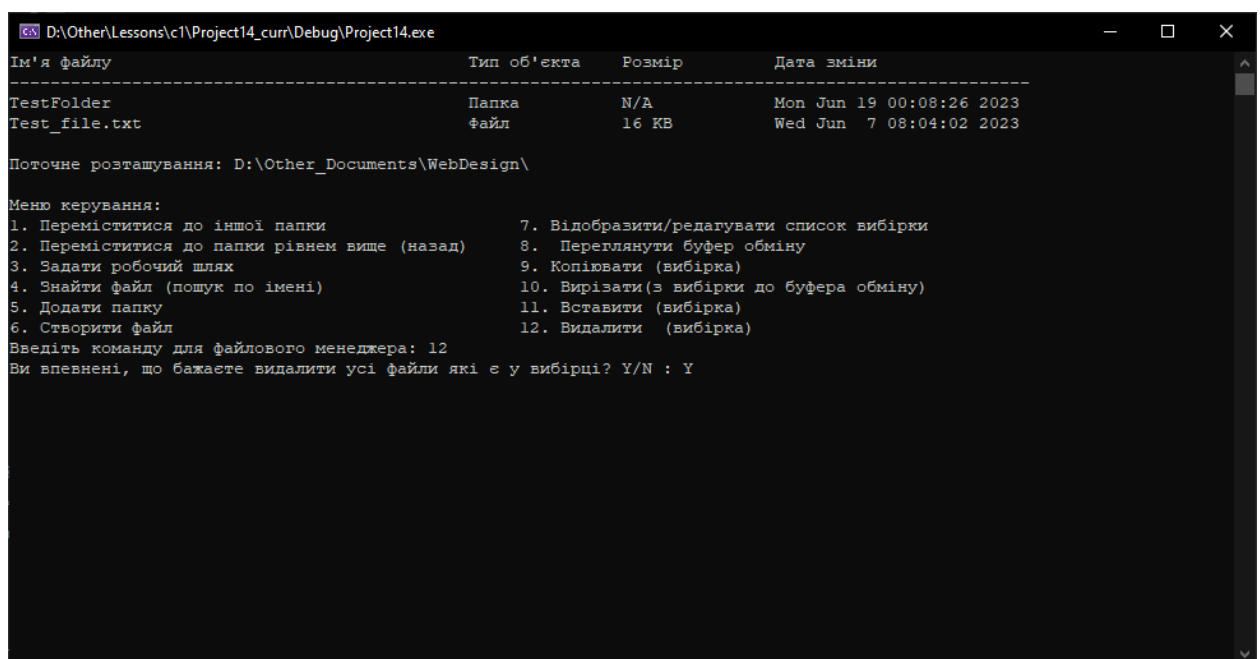 D:\Other\Lessons\c1\Project14_curr\Debug\Project14.exe
Ім'я файлу Тип об'єкта Розмір Дата зміни
------------------------------------------------------------------------------------------------------
TestFolder Папка N/A Mon Jun 19 00:08:26 2023
Test_file.txt Файл 16 KB Wed Jun  7 08:04:02 2023
Поточне розташування: D:\Other_Documents\WebDesign\
Меню керування:
1. Переміститися до іншої папки 7. Відобразити/редагувати список вибірки
2. Переміститися до папки рівнем вище (назад) 8.  Переглянути буфер обміну
3. Задати робочий шлях 9. Копіювати (вибірка)
4. Знайти файл (пошук по імені) 10. Вирізати(з вибірки до буфера обміну)
5. Додати папку 11. Вставити (вибірка)
6. Створити файл 12. Видалити  (вибірка)
Введіть команду для файлового менеджера: 12
Ви впевнені, що бажаєте видалити усі файли які є у вибірці? Y/N : Y